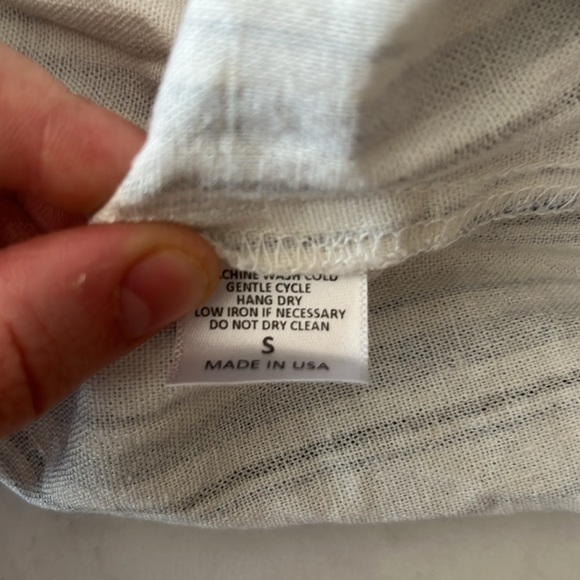 WASH COLD
GENTLE CYCLE
HANG DRY
LOW IRON IF NECESSARY
DO NOT DRY CLEAN
S
MADE IN USA